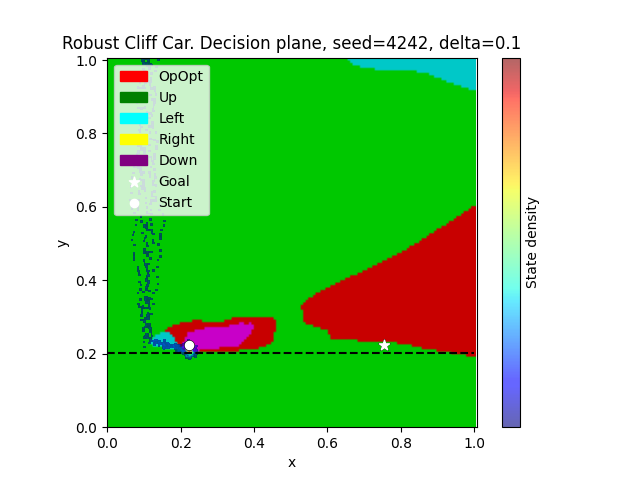 Robust Cliff Car. Decision plane, seed=4242, delta=0.1
1.0
0.8
0.6
0.4
0.2
0.0
y
OpOpt
Up
Left
Right
Down
Goal
Start
0.0 0.2 0.4 0.6 0.8 1.0
x
State density